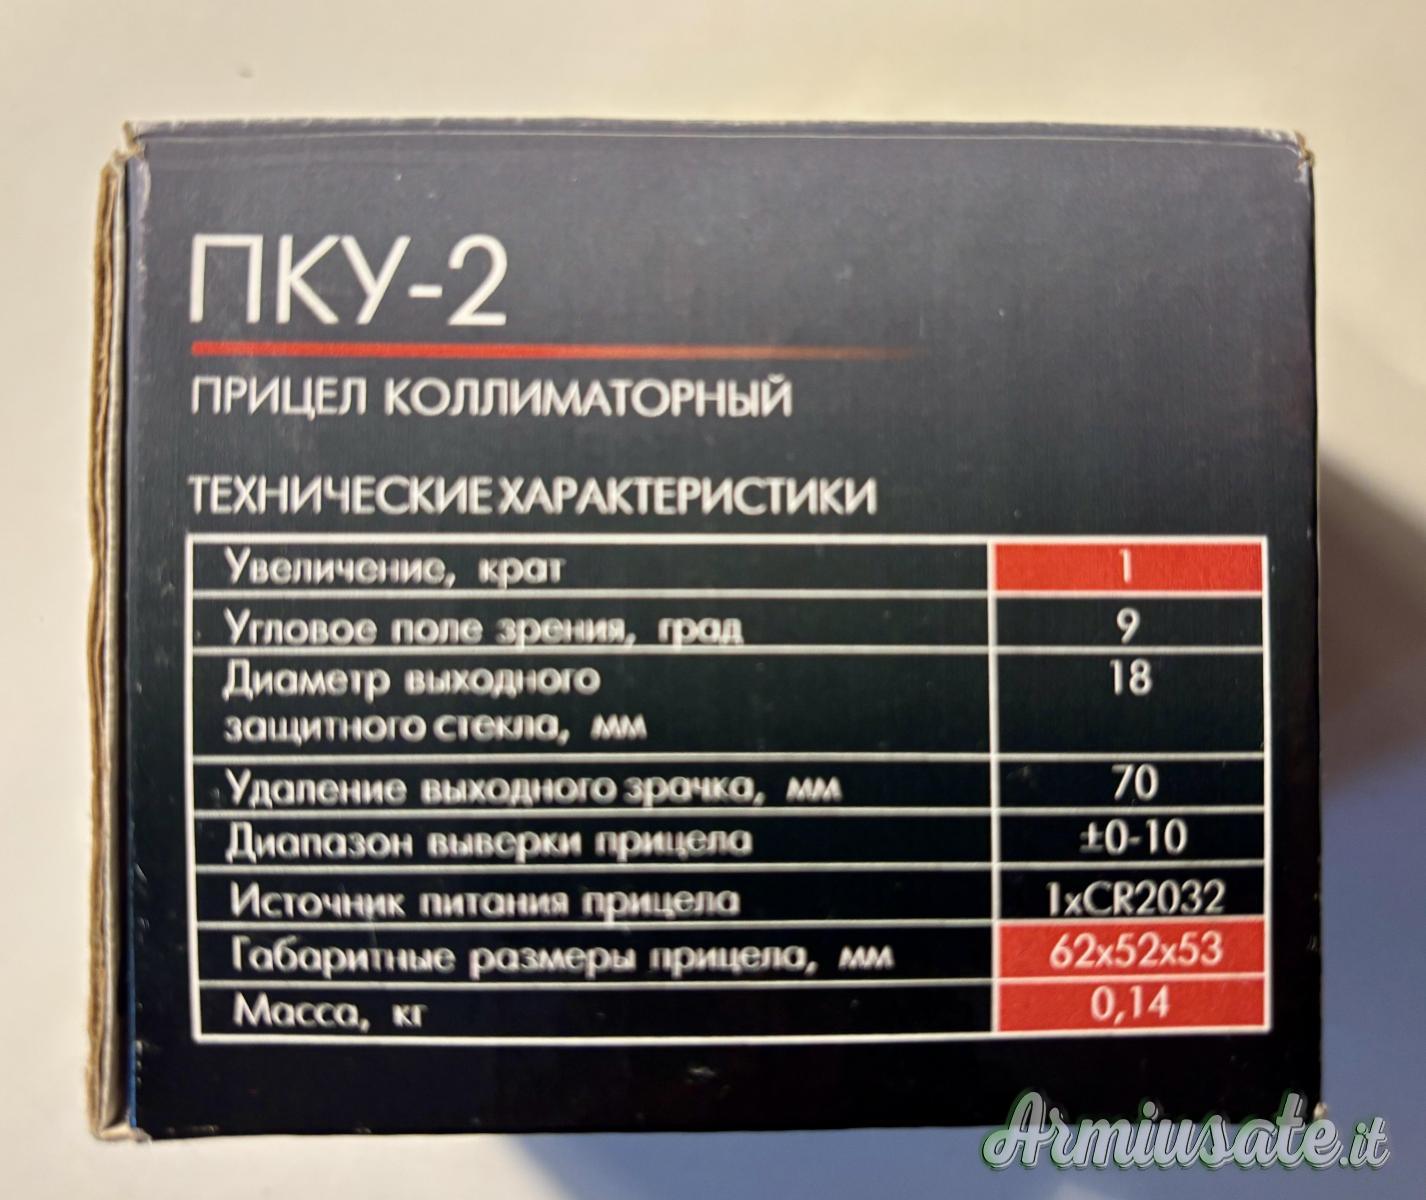 ПКУ-2
ПРИЦЕЛ КОЛЛИМАТОРНЫЙ
ТЕХНИЧЕСКИЕ ХАРАКТЕРИСТИКИ
Увеличение, крат 1
Угловое поле зрения, град 9
Диаметр выходного 18
защитного стекла, мм
Удаление выходного зрачка, мм 70
Диапазон выверки прицела ±0-10
Источник питания прицела 1xCR2032
Габаритные размеры прицела, мм 62x52x53
Масса, кг 0,14
Armiusate.it